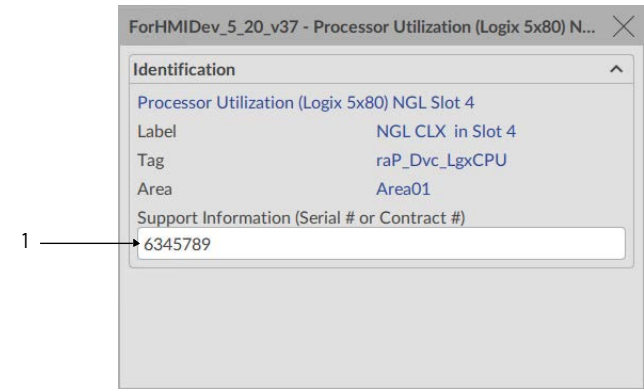 ForHMIDev_5_20_v37 - Processor Utilization (Logix 5x80) N...
Identification
Processor Utilization (Logix 5x80) NGL Slot 4
Label NGL CLX in Slot 4
Tag raP_Dvc_LgxCPU
Area Area01
Support Information (Serial # or Contract #)
1 6345789